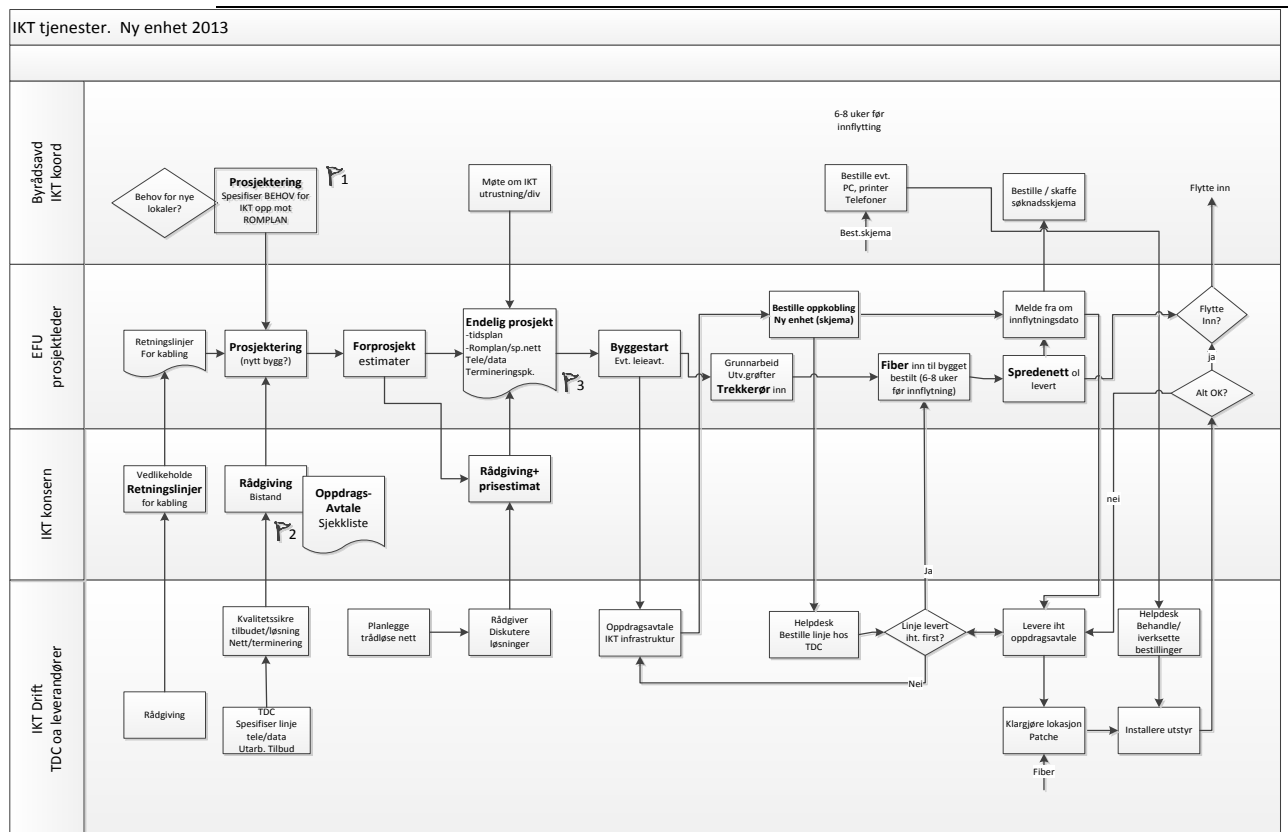 IKT tjenester.  Ny enhet 2013
Byrådsavd
IKT koord
Behov for nye
lokaler?
Prosjektering
Spesifiser BEHOV for
IKT opp mot
ROMPLAN
1
Møte om IKT
utrustning/div
6-8 uker før
innflytting
Bestille evt.
PC, printer
Telefoner
Best.skjema
Bestille / skaffe
søknadsskjema
Flytte inn
EFU
prosjektleder
Retningslinjer
For kabling
Prosjektering
(nytt bygg?)
Forprosjekt
estimater
Endelig prosjekt
-tidsplan
-Romplan/sp.nett
Tele/data
Termineringspk.
3
Byggestart
Evt. leieavt.
Bestille oppkobling
Ny enhet (skjema)
Grunnarbeid
Utv.grøfter
Trekkerør inn
Fiber inn til bygget
bestilt (6-8 uker
før innflytning)
Melde fra om
innflytningsdato
Spredenett ol
levert
Flytte
Inn?
ja
Alt OK?
nei
IKT konsern
Vedlikeholde
Retningslinjer
for kabling
Rådgiving
Bistand
2
Oppdrags-
Avtale
Sjekkliste
Rådgiving+
prisestimat
Ja
IKT Drift
TDC oa leverandører
Rådgiving
Kvalitetssikre
tilbudet/løsning
Nett/terminering
TDC
Spesifiser linje
tele/data
Utarb. Tilbud
Planlegge
trådløse nett
Rådgiver
Diskutere
løsninger
Oppdragsavtale
IKT infrastruktur
Helpdesk
Bestille linje hos
TDC
Linje levert
iht. first?
Nei
Levere iht
oppdragsavtale
Helpdesk
Behandle/
iverksette
bestillinger
Klargjøre lokasjon
Patche
Fiber
Installere utstyr